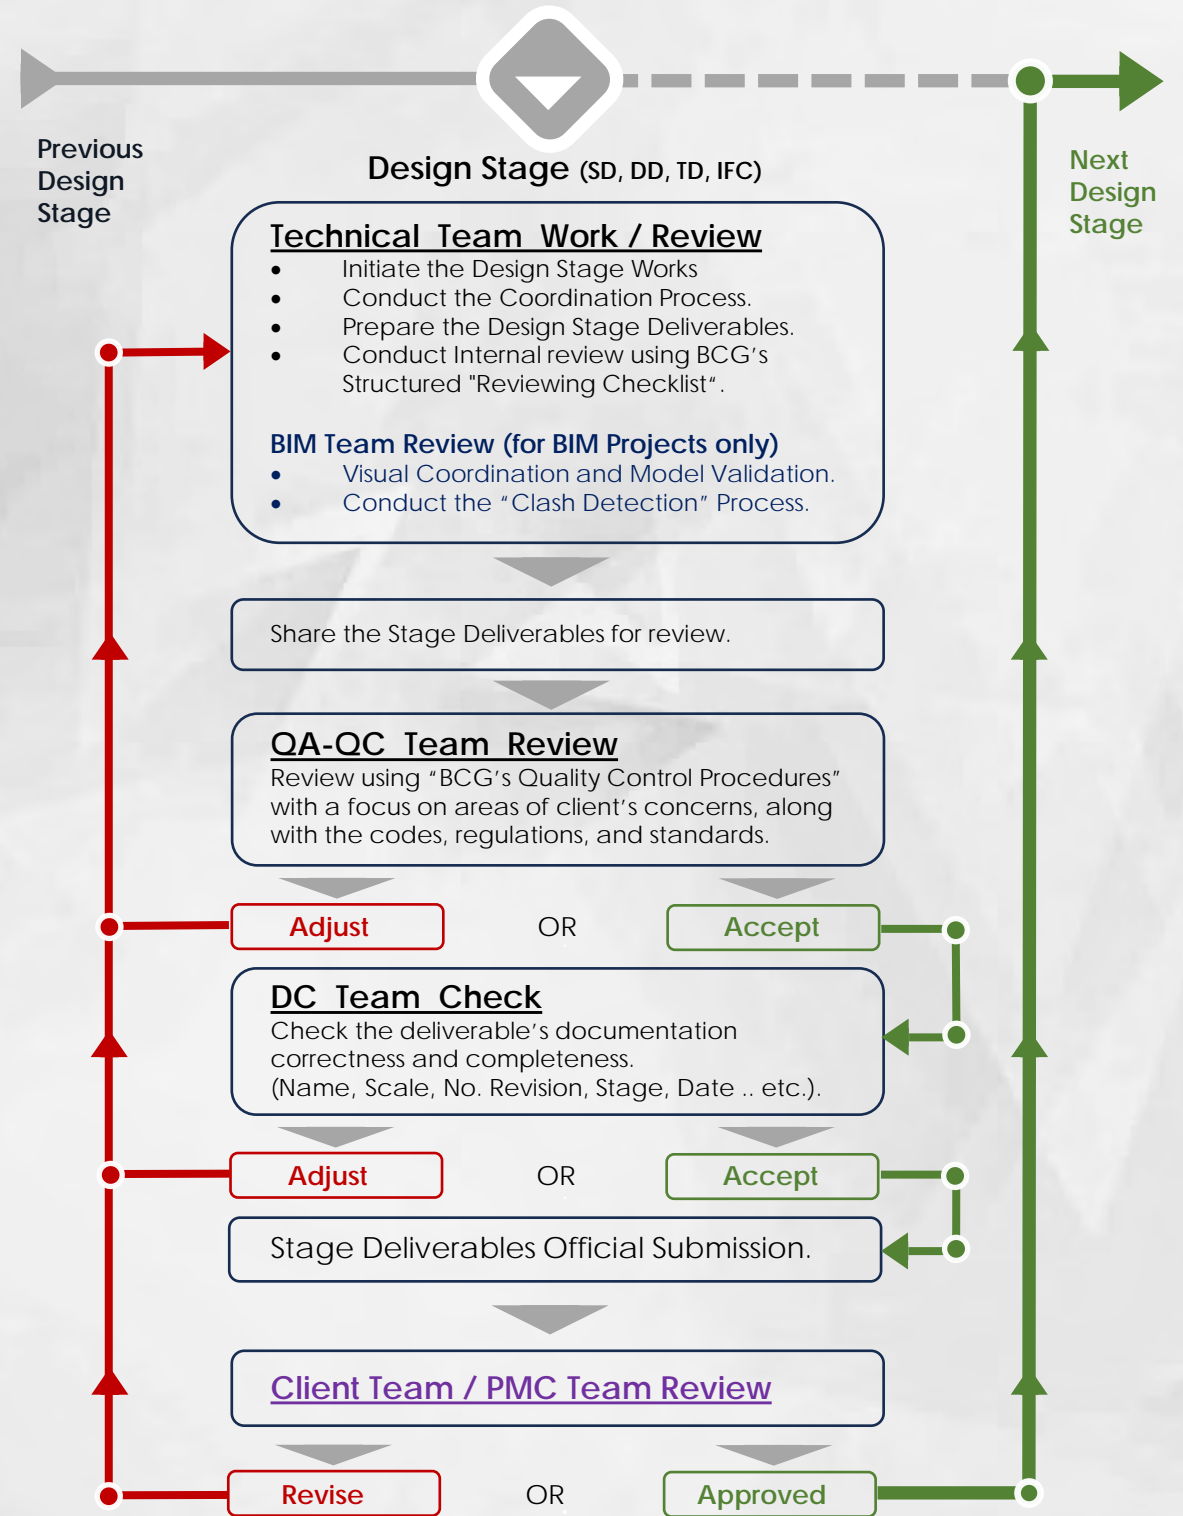 Previous
Design
Stage
Design Stage (SD, DD, TD, IFC)
Next
Design
Stage
Technical Team Work / Review
• Initiate the Design Stage Works
• Conduct the Coordination Process.
• Prepare the Design Stage Deliverables.
• Conduct Internal review using BCG’s
Structured "Reviewing Checklist“.
BIM Team Review (for BIM Projects only)
• Visual Coordination and Model Validation.
• Conduct the “Clash Detection” Process.
Share the Stage Deliverables for review.
QA-QC Team Review
Review using “BCG’s Quality Control Procedures”
with a focus on areas of client’s concerns, along
with the codes, regulations, and standards.
Adjust OR Accept
DC Team Check
Check the deliverable’s documentation
correctness and completeness.
(Name, Scale, No. Revision, Stage, Date .. etc.).
Adjust OR Accept
Stage Deliverables Official Submission.
Client Team / PMC Team Review
Revise OR Approved